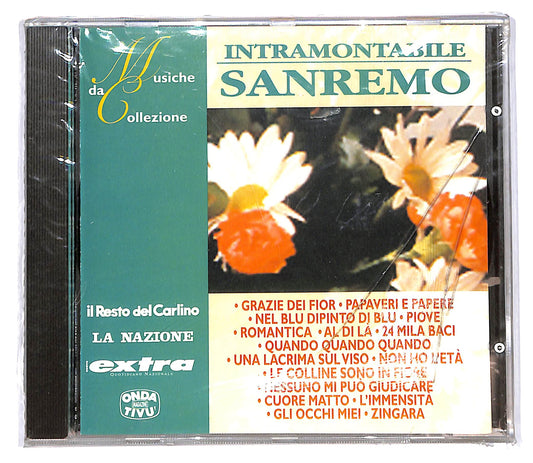 Musiche
da
Collezione
INTRAMONTABILE
SANREMO
il Resto del Carlino
LA NAZIONE
extra
QUOTIDIANO NAZIONALE
ONDA
MAGAZINE
TIVU'
• GRAZIE DEI FIOR • PAPAVERI E PAPERE
• NEL BLU DIPINTO DI BLU • PIOVE
• ROMANTICA • AL DI LÀ • 24 MILA BACI
• QUANDO QUANDO QUANDO
• UNA LACRIMA SUL VISO • NON HO L'ETÀ
• LE COLLINE SONO IN FIORE
• NESSUNO MI PUÒ GIUDICARE
• CUORE MATTO • L'IMMENSITÀ
• GLI OCCHI MIEI • ZINGARA